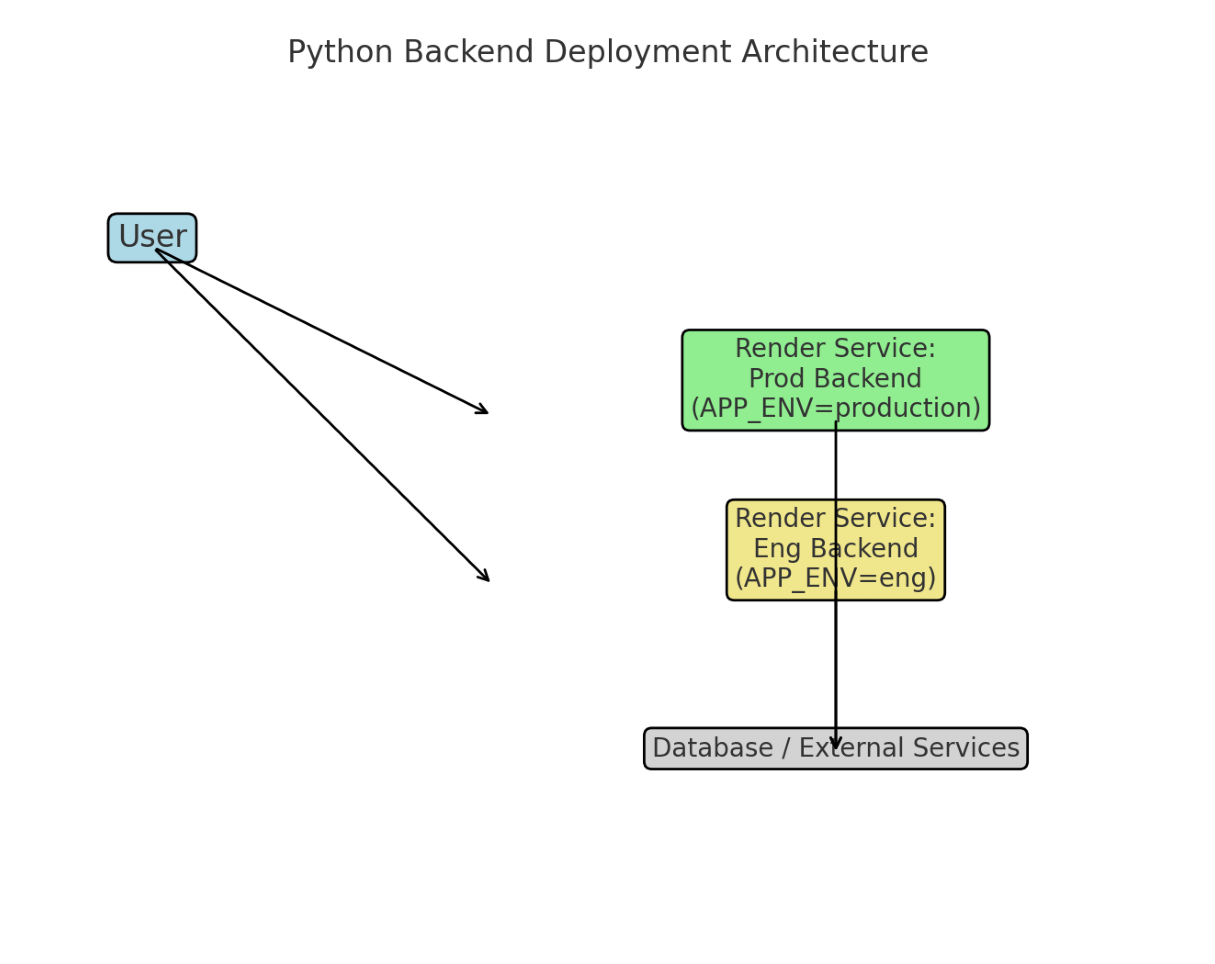 Python Backend Deployment Architecture
User
Render Service:
Prod Backend
(APP_ENV=production)
Render Service:
Eng Backend
(APP_ENV=eng)
Database / External Services